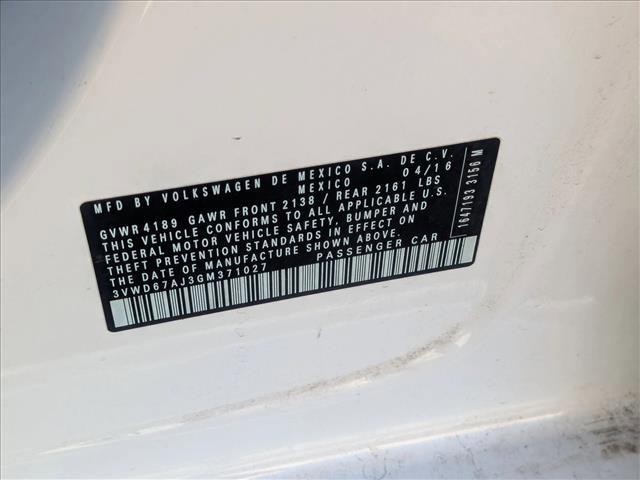 MFD BY VOLKSWAGEN DE MEXICO S.A. DE C.V.
MEXICO 04/16
GVWR 4189 GAWR FRONT 2138 / REAR 2161 LBS
THIS VEHICLE CONFORMS TO ALL APPLICABLE U.S.
FEDERAL MOTOR VEHICLE SAFETY, BUMPER AND
THEFT PREVENTION STANDARDS IN EFFECT ON
THE DATE OF MANUFACTURE SHOWN ABOVE.
3VWD67AJ3GM371027 PASSENGER CAR
1647193 3156 M